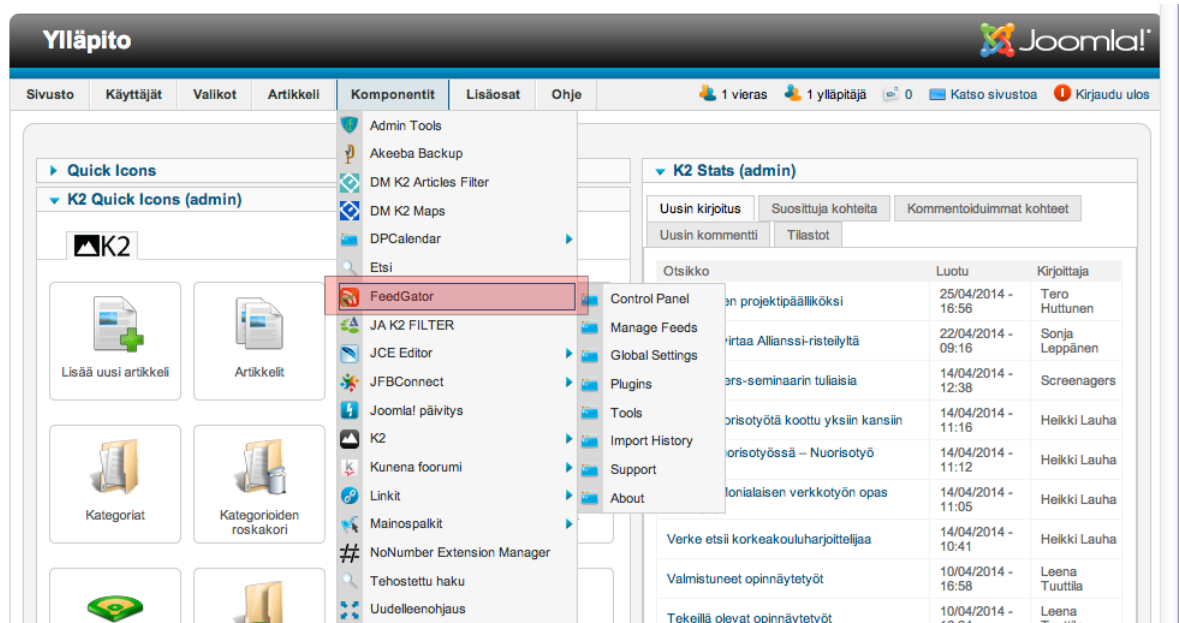 Ylläpito
Joomla!
Sivusto Käyttäjät Valikot Artikkeli Komponentit Lisäosat Ohje 1 vieras 1 ylläpitäjä 0 Katso sivustoa Kirjaudu ulos
Quick Icons
K2 Quick Icons (admin)
K2
Lisää uusi artikkeli
Artikkelit
Kategoriat
Kategorioiden
roskakori
Admin Tools
Akeeba Backup
DM K2 Articles Filter
DM K2 Maps
DPCalendar
Etsi
FeedGator
JA K2 FILTER
JCE Editor
JFBConnect
Joomla! päivitys
K2
Kunena foorumi
Linkit
Mainospalkit
NoNumber Extension Manager
Tehostettu haku
Uudelleenohjaus
Control Panel
Manage Feeds
Global Settings
Plugins
Tools
Import History
Support
About
K2 Stats (admin)
Uusin kirjoitus Suosittuja kohteita Kommentoiduimmat kohteet
Uusin kommentti Tilastot
Otsikko Luotu Kirjoittaja
en projektipäälliköksi 25/04/2014 - 16:56 Tero Huttunen
virtaa Allianssi-risteilyltä 22/04/2014 - 09:16 Sonja Leppänen
ers-seminaarin tuliaisia 14/04/2014 - 12:38 Screenagers
orisotyötä koottu yksiin kansiin 14/04/2014 - 11:16 Heikki Lauha
orisotyössä – Nuorisotyö 14/04/2014 - 11:12 Heikki Lauha
onialaisen verkkotyön opas 14/04/2014 - 11:05 Heikki Lauha
Verke etsii korkeakouluharjoittelijaa 14/04/2014 - 10:41 Heikki Lauha
Valmistuneet opinnäytetyöt 10/04/2014 - 16:58 Leena Tuuttila
Tekeillä olevat opinnäytetyöt 10/04/2014 - Leena